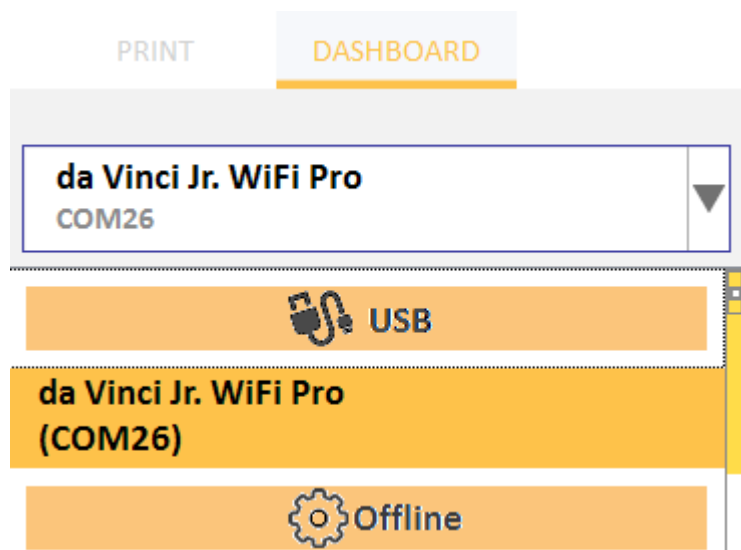 PRINT
DASHBOARD
da Vinci Jr. WiFi Pro
COM26
USB
da Vinci Jr. WiFi Pro
(COM26)
Offline